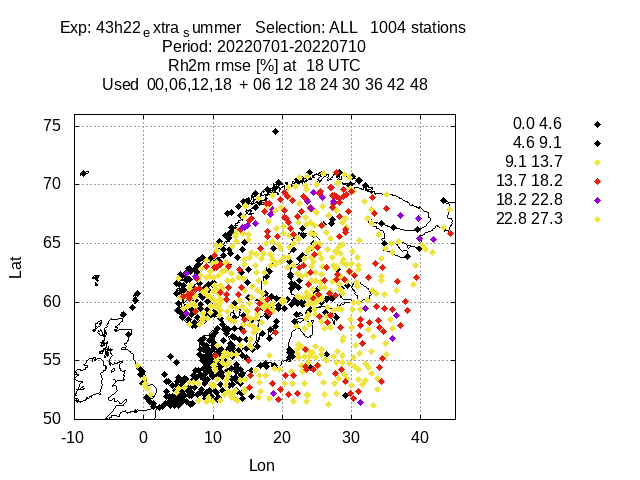 Exp: 43h22extrasummer Selection: ALL 1004 stations
Period: 20220701-20220710
Rh2m rmse [%] at 18 UTC
Used 00,06,12,18 + 06 12 18 24 30 36 42 48
0.0 4.6
4.6 9.1
9.1 13.7
13.7 18.2
18.2 22.8
22.8 27.3
75
70
65
60
55
50
Lat
-10 0 10 20 30 40
Lon